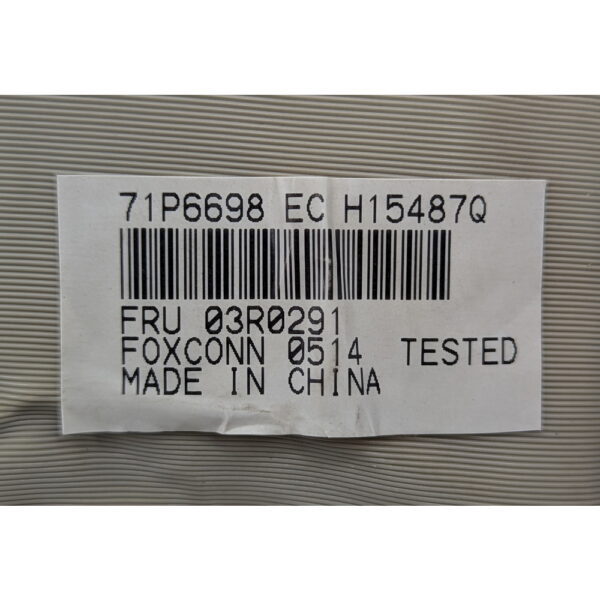 71P6698 EC H15487Q
FRU 03R0291
FOXCONN 0514 TESTED
MADE IN CHINA